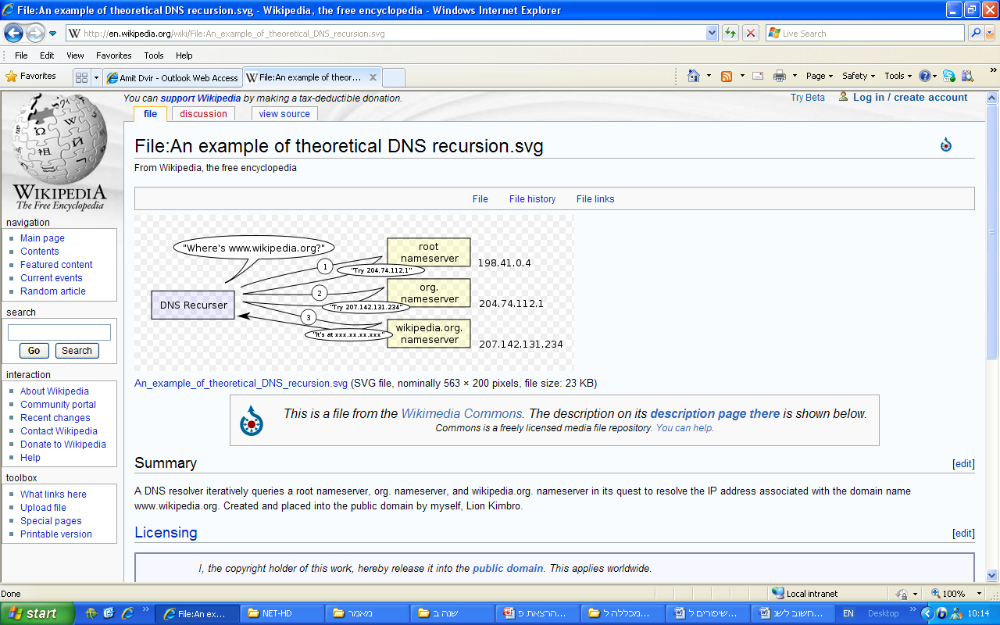 File:An example of theoretical DNS recursion.svg - Wikipedia, the free encyclopedia - Windows Internet Explorer
http://en.wikipedia.org/wiki/File:An_example_of_theoretical_DNS_recursion.svg
Live Search
File Edit View Favorites Tools Help
Favorites
Amit Dvir - Outlook Web Access
File:An example of theor...
Page Safety Tools
You can support Wikipedia by making a tax-deductible donation.
Try Beta Log in / create account
file discussion view source
WIKIPEDIA
The Free Encyclopedia
navigation
Main page
Contents
Featured content
Current events
Random article
search
Go Search
interaction
About Wikipedia
Community portal
Recent changes
Contact Wikipedia
Donate to Wikipedia
Help
toolbox
What links here
Upload file
Special pages
Printable version
File:An example of theoretical DNS recursion.svg
From Wikipedia, the free encyclopedia
File File history File links
"Where's www.wikipedia.org?"
DNS Recurser
1
"Try 204.74.112.1"
root
nameserver
198.41.0.4
2
"Try 207.142.131.234"
org.
nameserver
204.74.112.1
3
"It's at xxx.xx.xx.xxx"
wikipedia.org.
nameserver
207.142.131.234
An_example_of_theoretical_DNS_recursion.svg (SVG file, nominally 563 × 200 pixels, file size: 23 KB)
This is a file from the Wikimedia Commons. The description on its description page there is shown below.
Commons is a freely licensed media file repository. You can help.
Summary
[edit]
A DNS resolver iteratively queries a root nameserver, org. nameserver, and wikipedia.org. nameserver in its quest to resolve the IP address associated with the domain name
www.wikipedia.org. Created and placed into the public domain by myself, Lion Kimbro.
Licensing
[edit]
I, the copyright holder of this work, hereby release it into the public domain. This applies worldwide.
Done
Local intranet
100%
start
File:An ex...
NET-HD
מאמר
שנה ב
הרצאת פ...
מכללה ל...
שיפורים ל...
חשוב לשנ...
EN
Desktop
10:14